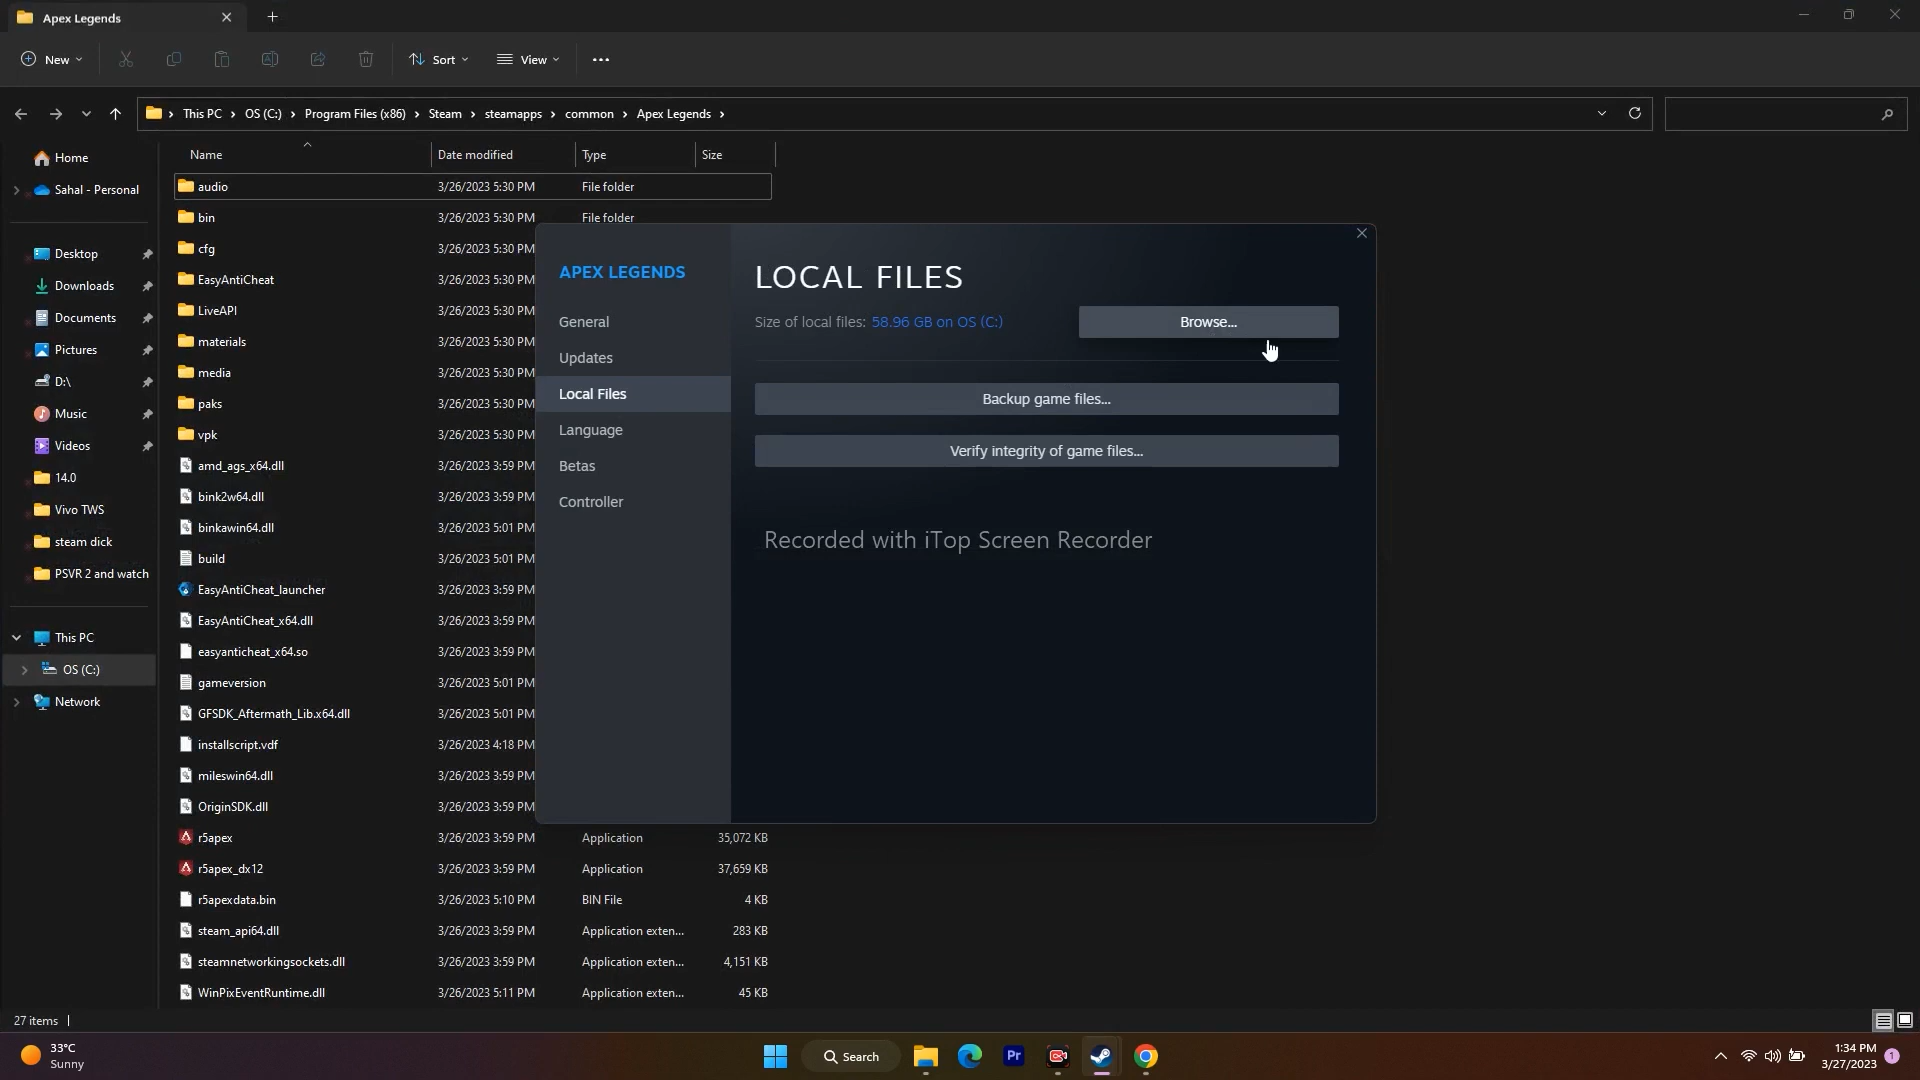 Apex Legends
New
Sort
View
This PC
OS (C:)
Program Files (x86)
Steam
steamapps
common
Apex Legends
Name
Date modified
Type
Size
Home
Sahal - Personal
Desktop
Downloads
Documents
Pictures
D:\
Music
Videos
14.0
Vivo TWS
steam dick
PSVR 2 and watch
This PC
OS (C:)
Network
audio 3/26/2023 5:30 PM File folder
bin 3/26/2023 5:30 PM File folder
cfg 3/26/2023 5:30 PM
EasyAntiCheat 3/26/2023 5:30 PM
LiveAPI 3/26/2023 5:30 PM
materials 3/26/2023 5:30 PM
media 3/26/2023 5:30 PM
paks 3/26/2023 5:30 PM
vpk 3/26/2023 5:30 PM
amd_ags_x64.dll 3/26/2023 3:59 PM
bink2w64.dll 3/26/2023 3:59 PM
binkawin64.dll 3/26/2023 5:01 PM
build 3/26/2023 5:01 PM
EasyAntiCheat_launcher 3/26/2023 3:59 PM
EasyAntiCheat_x64.dll 3/26/2023 3:59 PM
easyanticheat_x64.so 3/26/2023 3:59 PM
gameversion 3/26/2023 5:01 PM
GFSDK_Aftermath_Lib.x64.dll 3/26/2023 5:01 PM
installscript.vdf 3/26/2023 4:18 PM
mileswin64.dll 3/26/2023 3:59 PM
OriginSDK.dll 3/26/2023 3:59 PM
r5apex 3/26/2023 3:59 PM Application 35,072 KB
r5apex_dx12 3/26/2023 3:59 PM Application 37,659 KB
r5apexdata.bin 3/26/2023 5:10 PM BIN File 4 KB
steam_api64.dll 3/26/2023 3:59 PM Application exten... 283 KB
steamnetworkingsockets.dll 3/26/2023 3:59 PM Application exten... 4,151 KB
WinPixEventRuntime.dll 3/26/2023 5:11 PM Application exten... 45 KB
APEX LEGENDS
General
Updates
Local Files
Language
Betas
Controller
LOCAL FILES
Size of local files: 58.96 GB on OS (C:)
Browse...
Backup game files...
Verify integrity of game files...
Recorded with iTop Screen Recorder
27 items
33°C
Sunny
Search
Pr
1:34 PM
3/27/2023
1